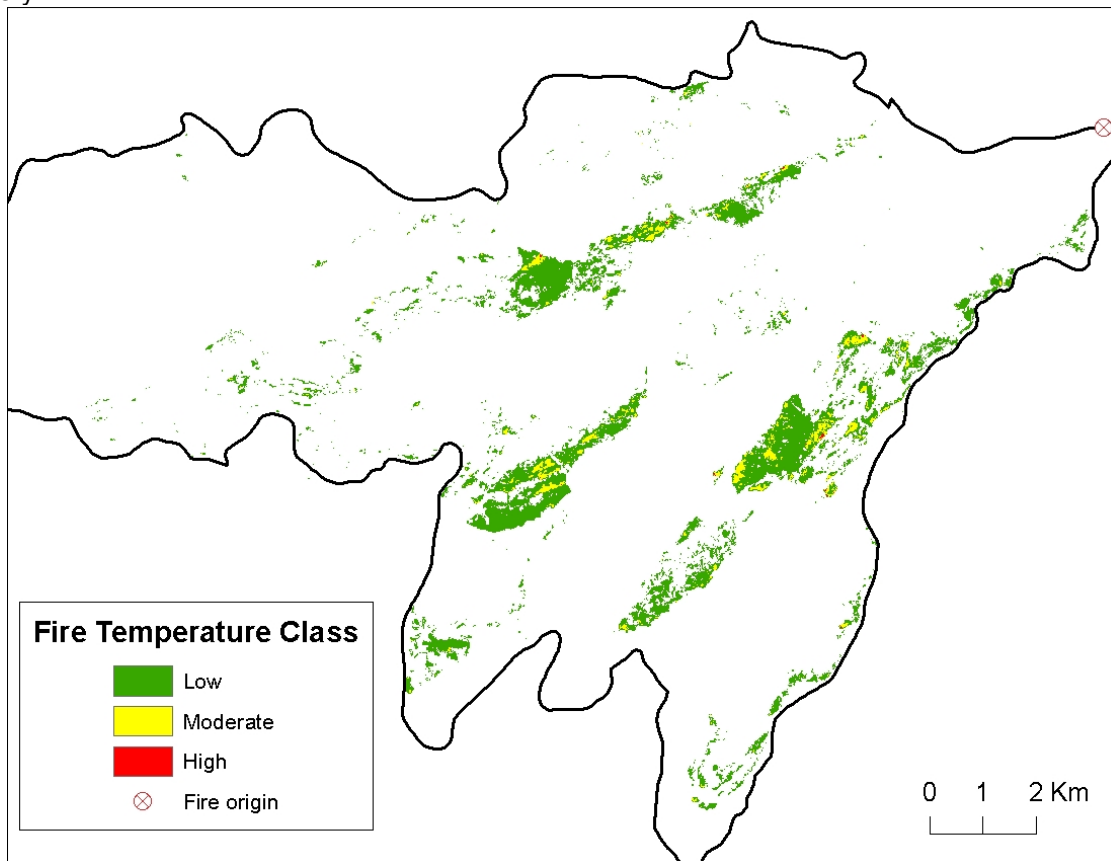 Fire Temperature Class
Low
Moderate
High
Fire origin
0 1 2 Km